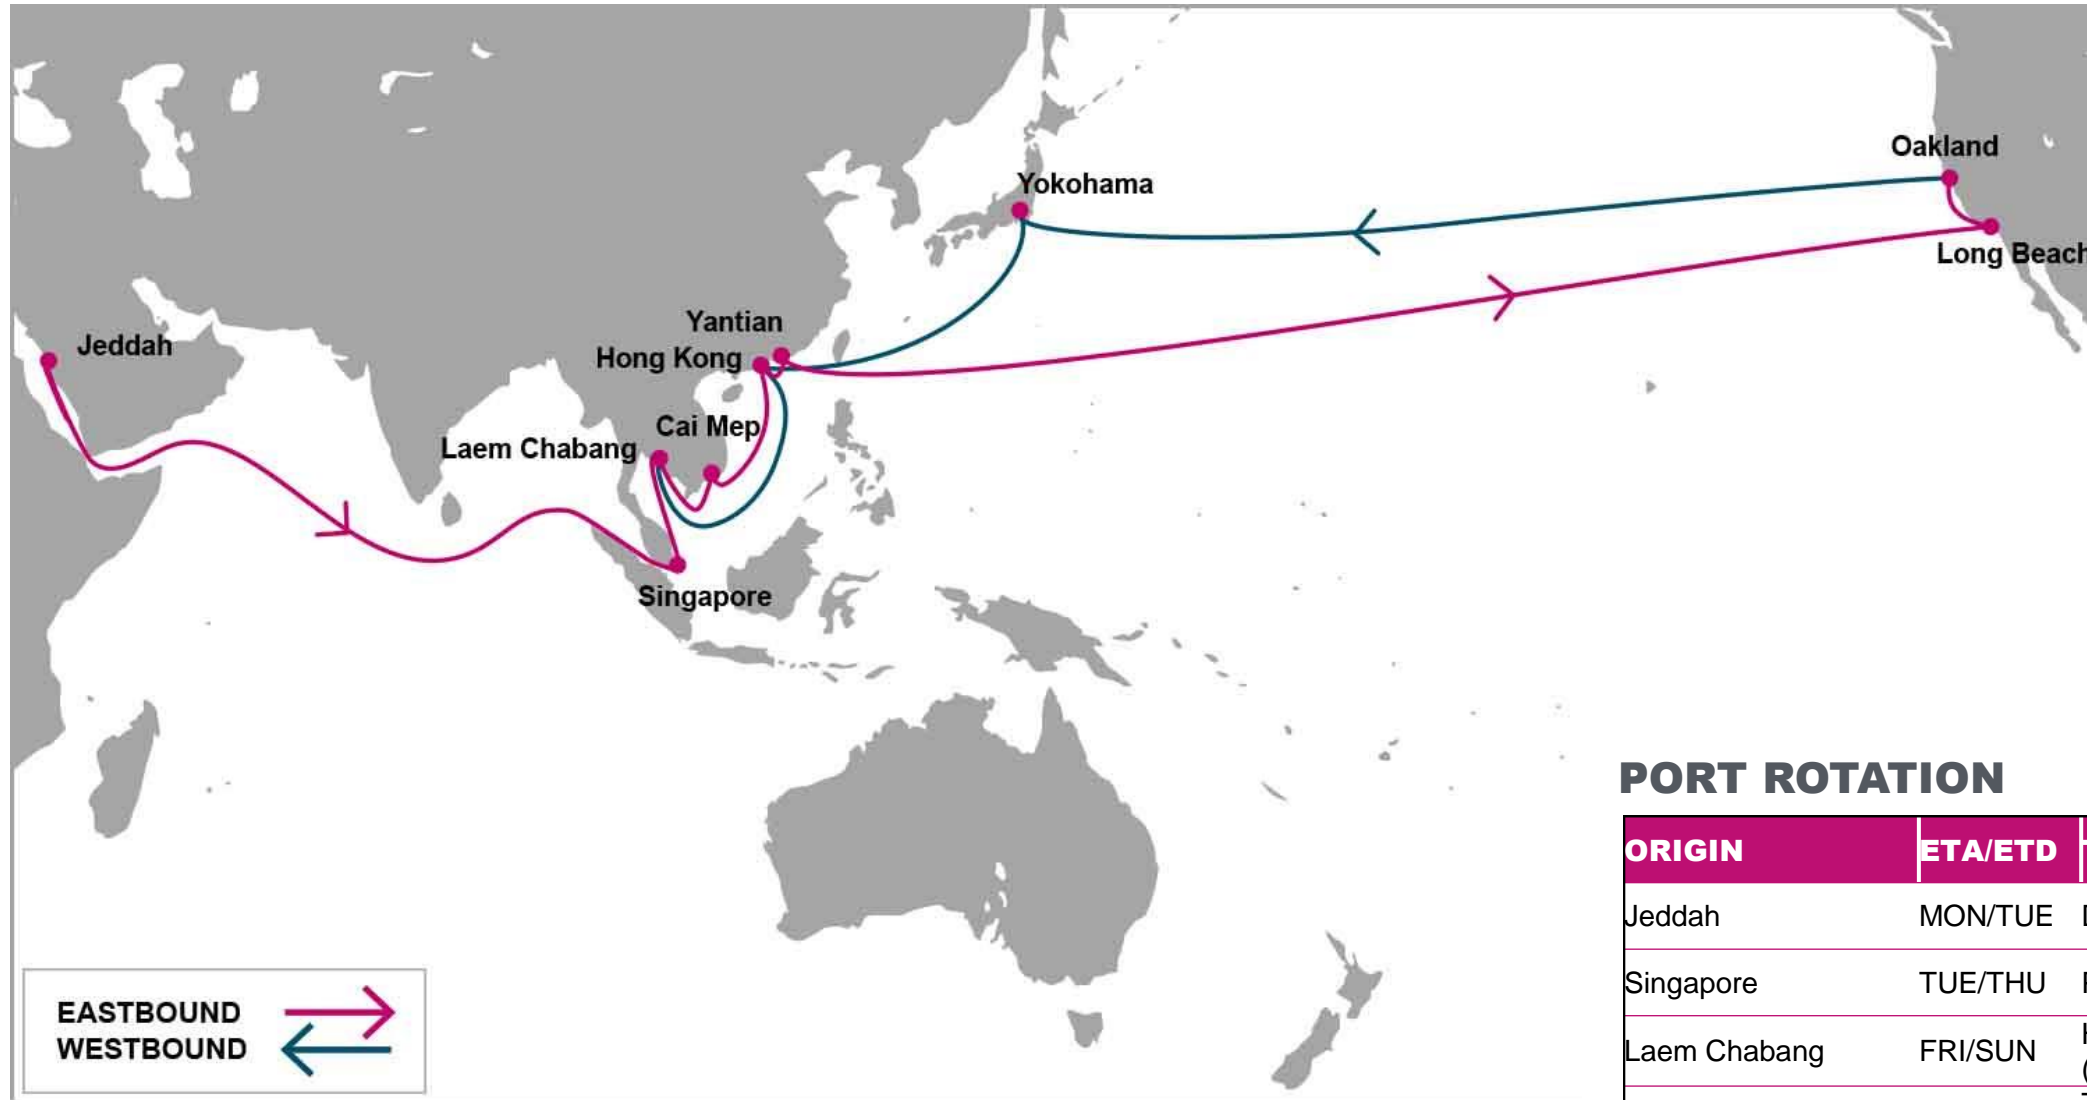 Oakland
Yokohama
Long Beach
Yantian
Jeddah
Hong Kong
Cai Mep
Laem Chabang
Singapore
PORT ROTATION
ORIGIN ETA/ETD
Jeddah MON/TUE
Singapore TUE/THU
Laem Chabang FRI/SUN
EASTBOUND
WESTBOUND